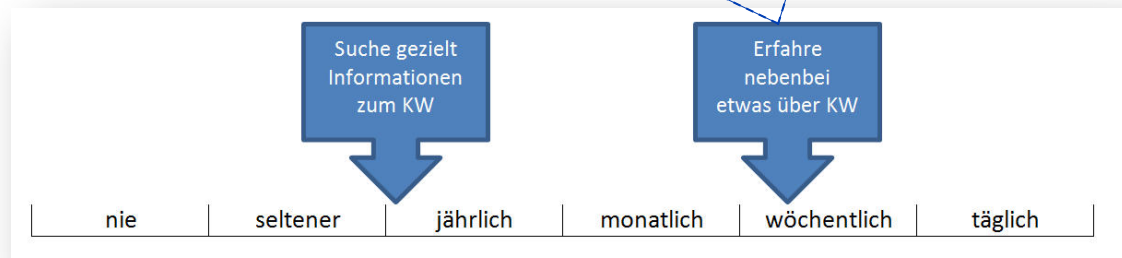 Suche gezielt
Informationen
zum KW
Erfahre
nebenbei
etwas über KW
nie seltener jährlich monatlich wöchentlich täglich